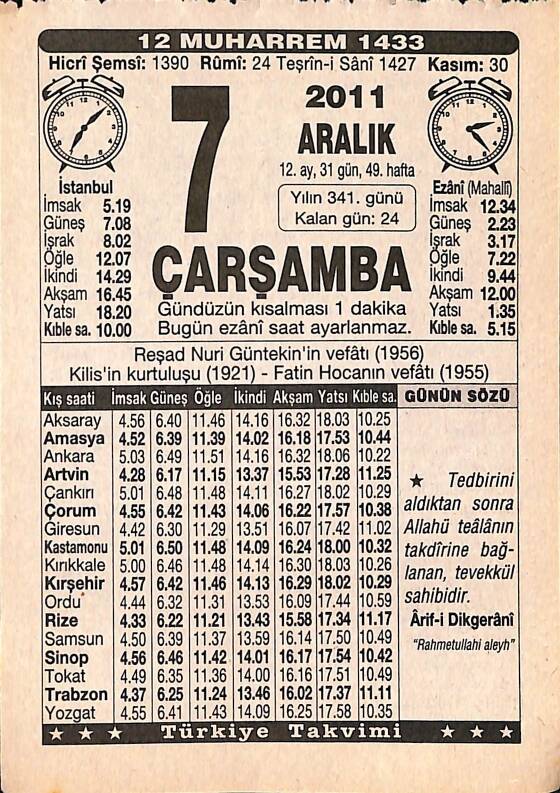 12 MUHARREM 1433
Hicrî Şemsî: 1390 Rûmî: 24 Teşrîn-i Sânî 1427 Kasım: 30
7
2011
ARALIK
12. ay, 31 gün, 49. hafta
Yılın 341. günü
Kalan gün: 24
ÇARŞAMBA
Gündüzün kısalması 1 dakika
Bugün ezânî saat ayarlanmaz.
İstanbul
İmsak 5.19
Güneş 7.08
İşrak 8.02
Öğle 12.07
İkindi 14.29
Akşam 16.45
Yatsı 18.20
Kıble sa. 10.00
Ezânî (Mahallî)
İmsak 12.34
Güneş 2.23
İşrak 3.17
Öğle 7.22
İkindi 9.44
Akşam 12.00
Yatsı 1.35
Kıble sa. 5.15
Reşad Nuri Güntekin'in vefâtı (1956)
Kilis'in kurtuluşu (1921) - Fatin Hocanın vefâtı (1955)
Kış saati İmsak Güneş Öğle İkindi Akşam Yatsı Kıble sa.
Aksaray 4.56 6.40 11.46 14.16 16.32 18.03 10.25
Amasya 4.52 6.39 11.39 14.02 16.18 17.53 10.44
Ankara 5.03 6.49 11.51 14.16 16.32 18.06 10.22
Artvin 4.28 6.17 11.15 13.37 15.53 17.28 11.25
Çankırı 5.01 6.48 11.48 14.11 16.27 18.02 10.29
Çorum 4.55 6.42 11.43 14.06 16.22 17.57 10.38
Giresun 4.42 6.30 11.29 13.51 16.07 17.42 11.02
Kastamonu 5.01 6.50 11.48 14.09 16.24 18.00 10.32
Kırıkkale 5.00 6.46 11.48 14.14 16.30 18.03 10.26
Kırşehir 4.57 6.42 11.46 14.13 16.29 18.02 10.29
Ordu 4.44 6.32 11.31 13.53 16.09 17.44 10.59
Rize 4.33 6.22 11.21 13.43 15.58 17.34 11.17
Samsun 4.50 6.39 11.37 13.59 16.14 17.50 10.49
Sinop 4.56 6.46 11.42 14.01 16.17 17.54 10.42
Tokat 4.49 6.35 11.36 14.00 16.16 17.51 10.49
Trabzon 4.37 6.25 11.24 13.46 16.02 17.37 11.11
Yozgat 4.55 6.41 11.43 14.09 16.25 17.58 10.35
GÜNÜN SÖZÜ
★ Tedbirini
aldıktan sonra
Allahü teâlânın
takdîrine bağ-
lanan, tevekkül
sahibidir.
Ârif-i Dikgerânî
"Rahmetullahi aleyh"
★ ★ ★ Türkiye Takvimi ★ ★ ★